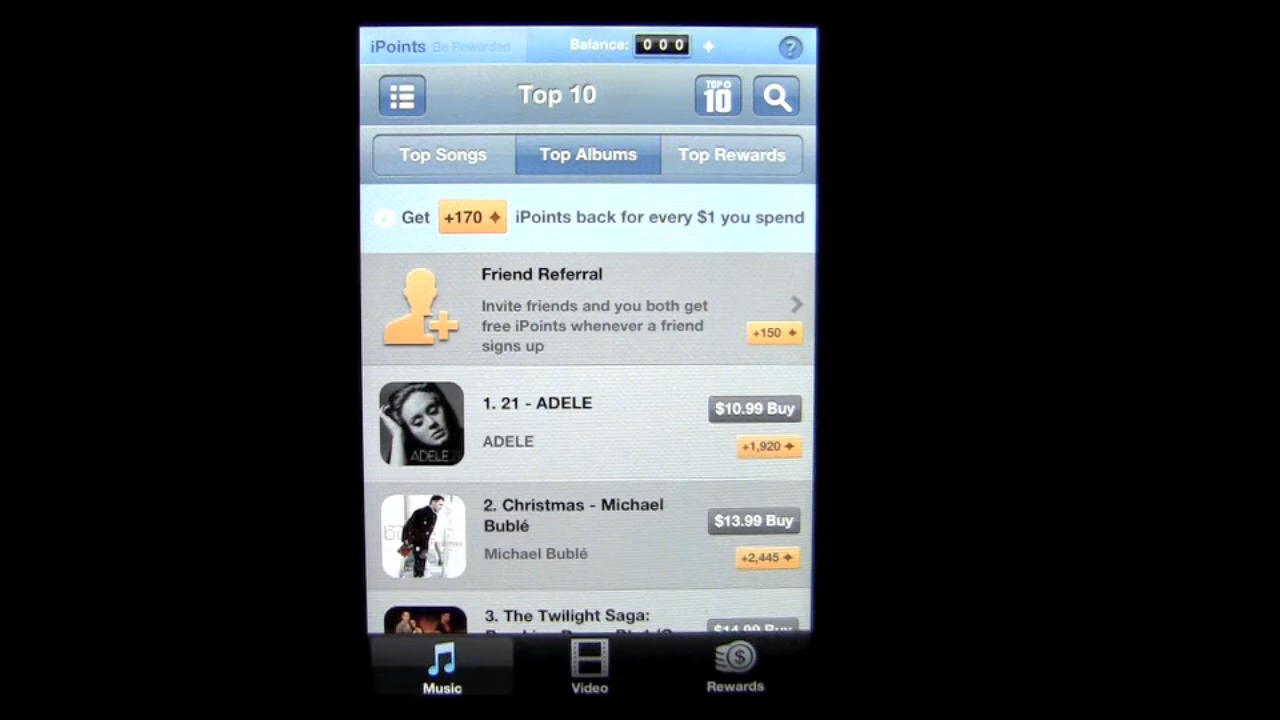 iPoints Be Rewarded Balance: 0 0 0 ?
Top 10 TOP 10
Top Songs Top Albums Top Rewards
Get +170 iPoints back for every $1 you spend
Friend Referral
Invite friends and you both get
free iPoints whenever a friend
signs up
+150
1. 21 - ADELE
$10.99 Buy
ADELE
+1,920
ADELE
2. Christmas - Michael
Bublé
$13.99 Buy
Michael Bublé
+2,445
3. The Twilight Saga:
$14.99 Buy
Music Video Rewards